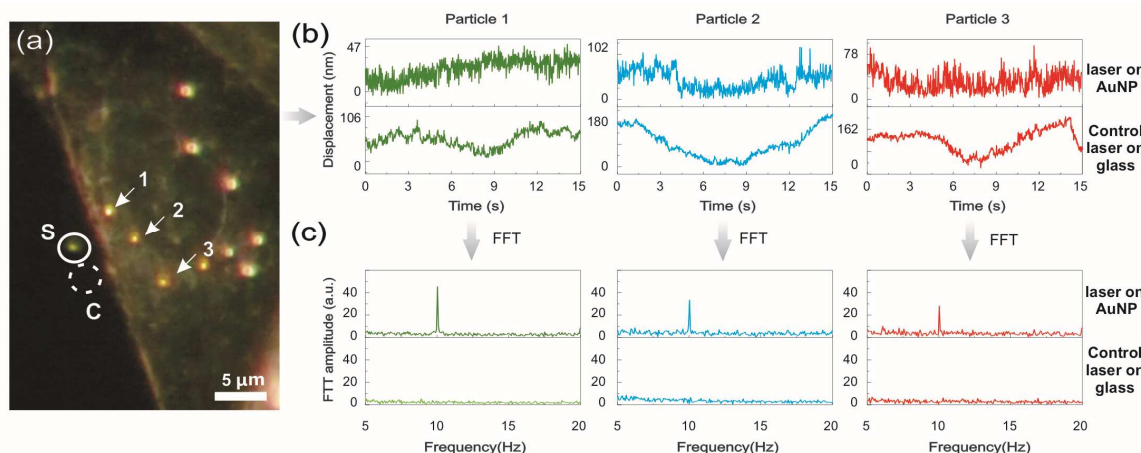 (a)
1
2
3
S
C
5 µm
(b)
Particle 1
Particle 2
Particle 3
Displacement (nm)
47
0
106
0
102
0
180
0
78
0
162
0
laser on
AuNP
Control
laser on
glass
0 3 6 9 12 15
0 3 6 9 12 15
0 3 6 9 12 15
Time (s)
Time (s)
Time (s)
(c)
FFT
FFT
FFT
FTT amplitude (a.u.)
40
20
0
40
20
0
40
20
0
40
20
0
40
20
0
40
20
0
laser on
AuNP
Control
laser on
glass
5 10 15 20
5 10 15 20
5 10 15 20
Frequency(Hz)
Frequency(Hz)
Frequency(Hz)